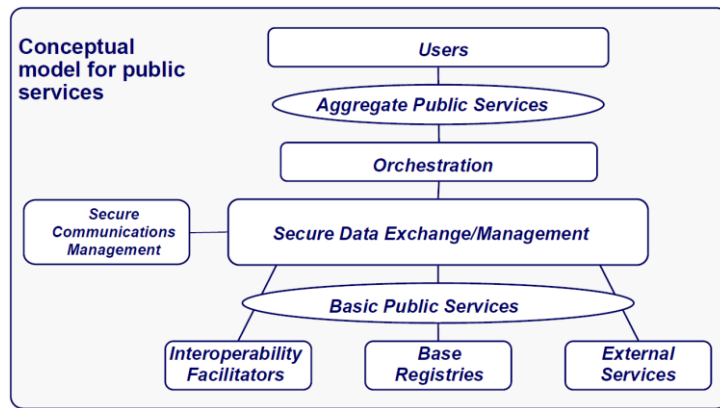 Conceptual
model for public
services
Users
Aggregate Public Services
Orchestration
Secure
Communications
Management
Secure Data Exchange/Management
Basic Public Services
Interoperability
Facilitators
Base
Registries
External
Services